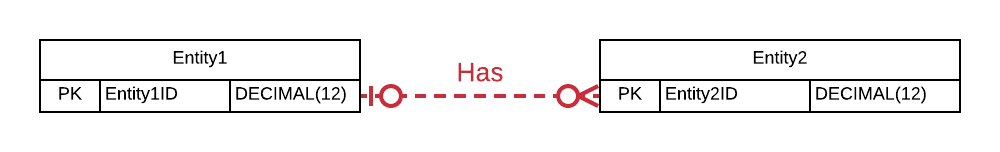 Entity1
PK Entity1ID DECIMAL(12)
Has
Entity2
PK Entity2ID DECIMAL(12)